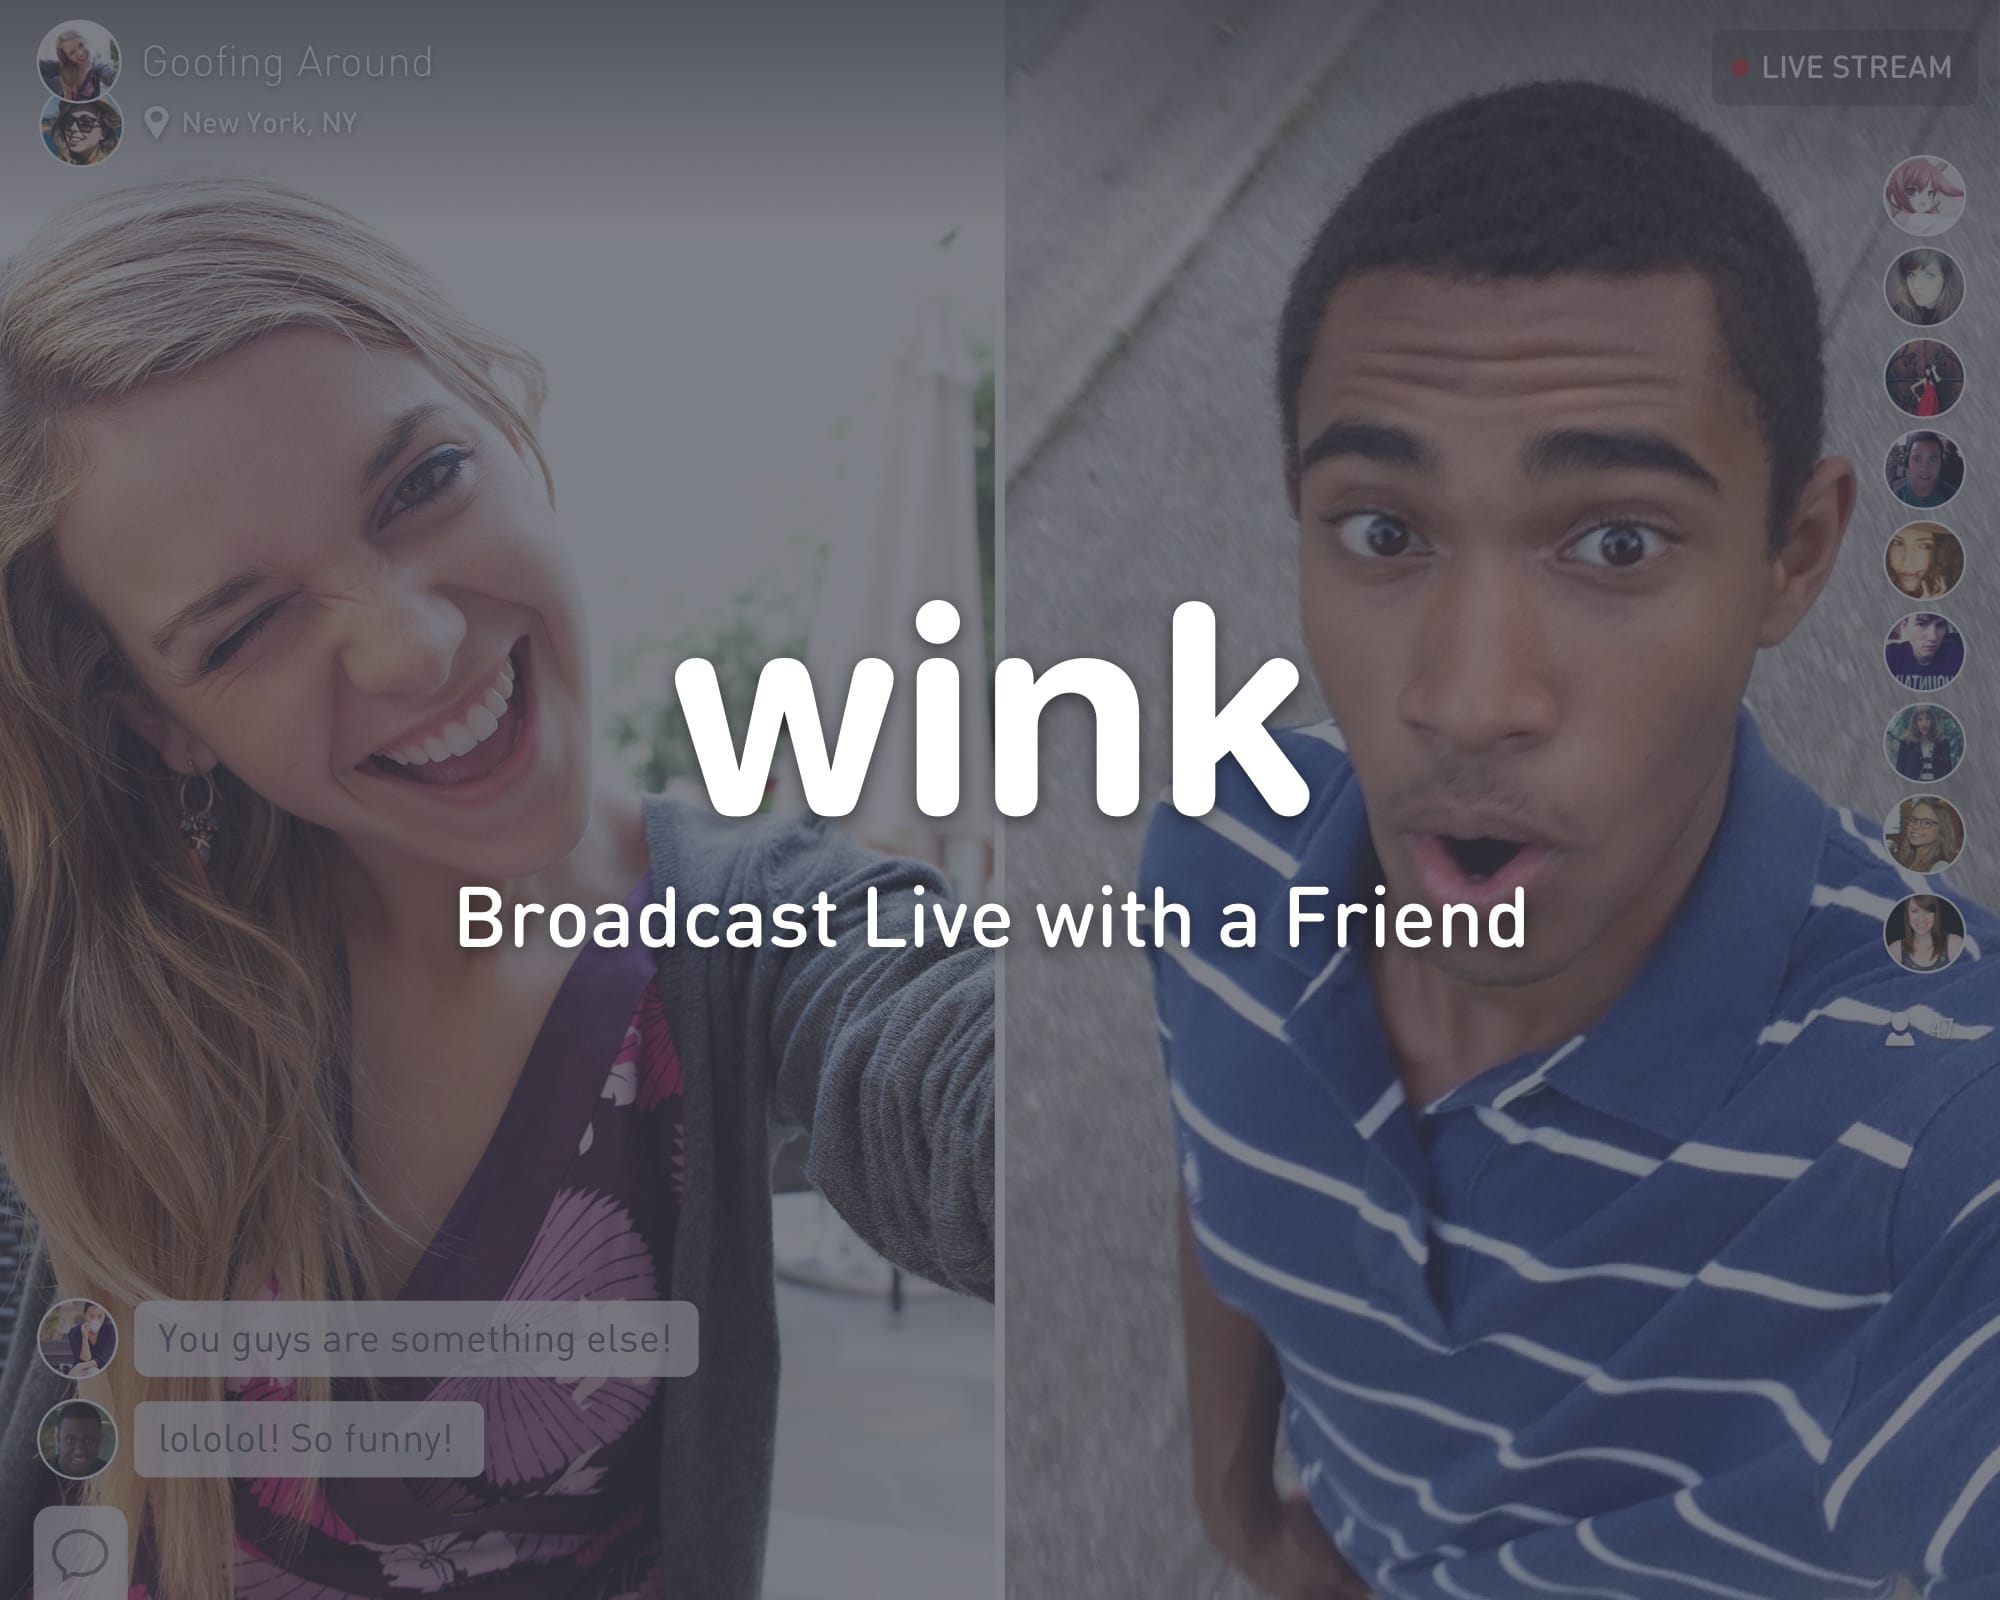 Goofing Around
New York, NY
LIVE STREAM
wink
Broadcast Live with a Friend
47
You guys are something else!
lololol! So funny!